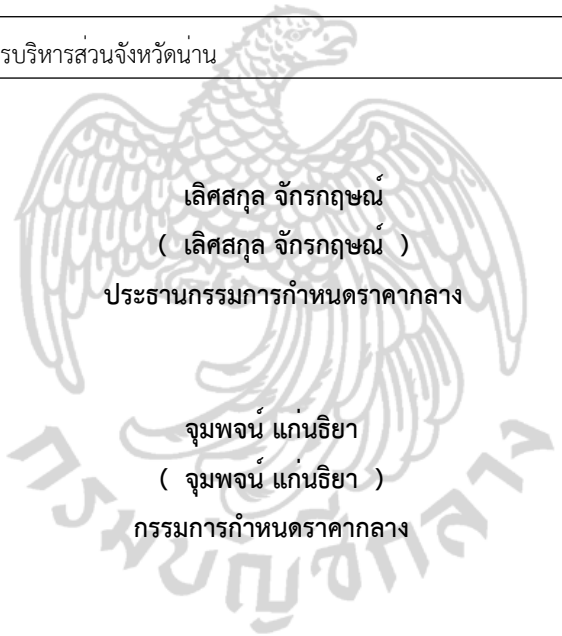 รบริหารส่วนจังหวัดน่าน
เลิศสกุล จักรกฤษณ์
( เลิศสกุล จักรกฤษณ์ )
ประธานกรรมการกำหนดราคากลาง
จุมพจน์ แก่นธิยา
( จุมพจน์ แก่นธิยา )
กรรมการกำหนดราคากลาง
กรมบัญชีกลาง